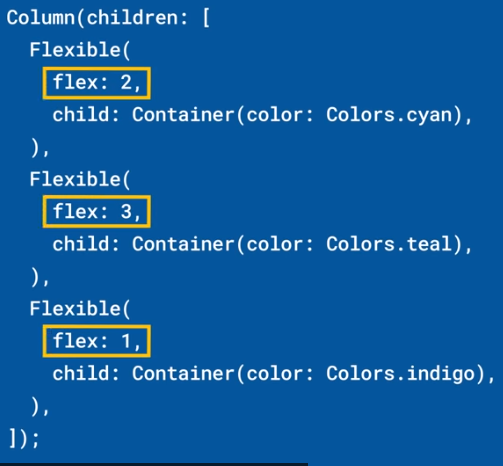 Column(children: [
  Flexible(
    flex: 2,
    child: Container(color: Colors.cyan),
  ),
  Flexible(
    flex: 3,
    child: Container(color: Colors.teal),
  ),
  Flexible(
    flex: 1,
    child: Container(color: Colors.indigo),
  ),
]);